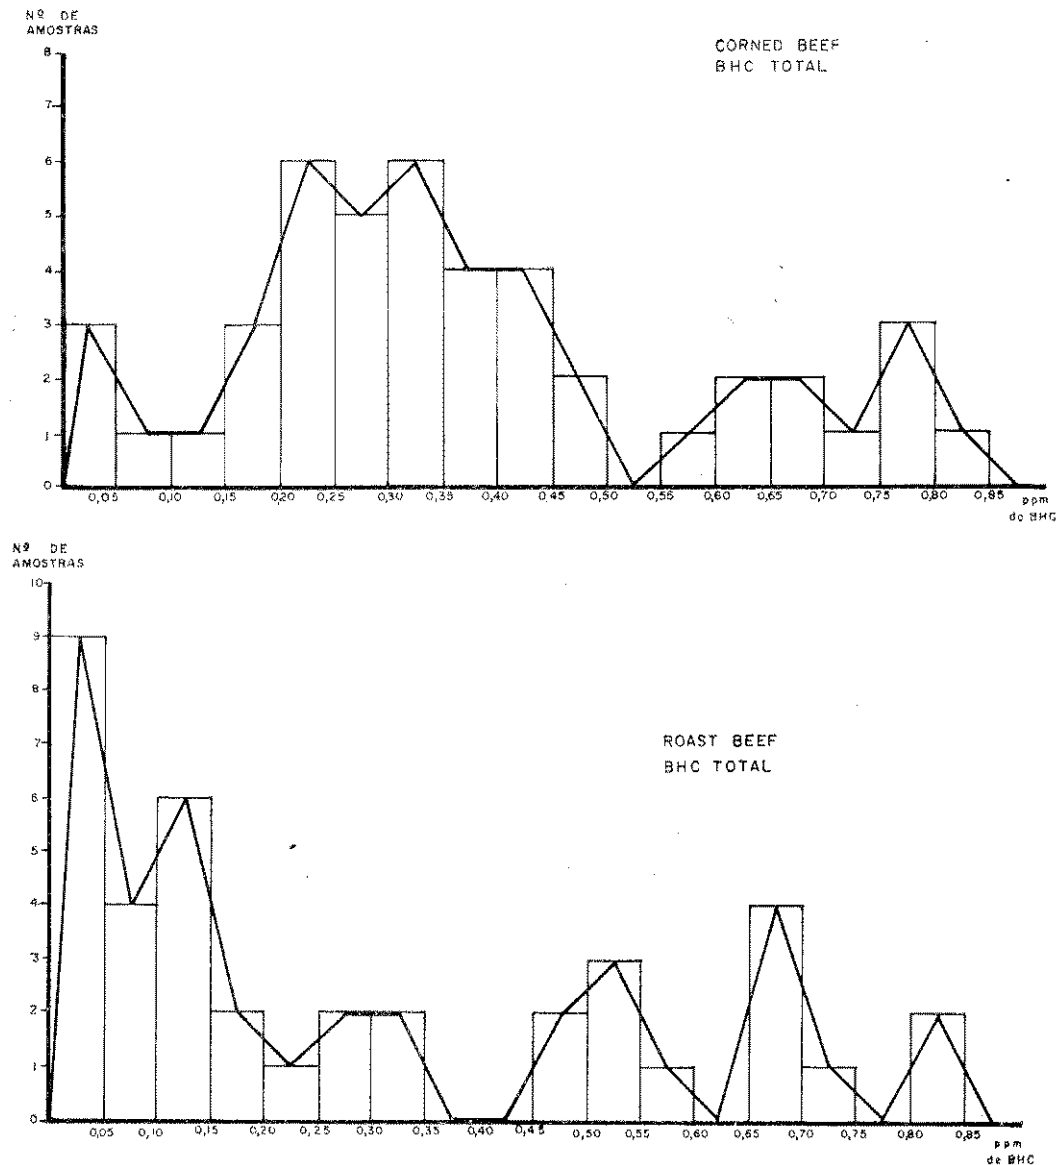 Nº DE
AMOSTRAS
CORNED BEEF
BHC TOTAL
8
7
6
5
4
3
2
1
0
0,05 0,10 0,15 0,20 0,25 0,30 0,35 0,40 0,45 0,50 0,55 0,60 0,65 0,70 0,75 0,80 0,85 ppm
de BHC
Nº DE
AMOSTRAS
10
9
8
7
6
5
4
3
2
1
0
ROAST BEEF
BHC TOTAL
0,05 0,10 0,15 0,20 0,25 0,30 0,35 0,40 0,45 0,50 0,55 0,60 0,65 0,70 0,75 0,80 0,85
ppm
de BHC